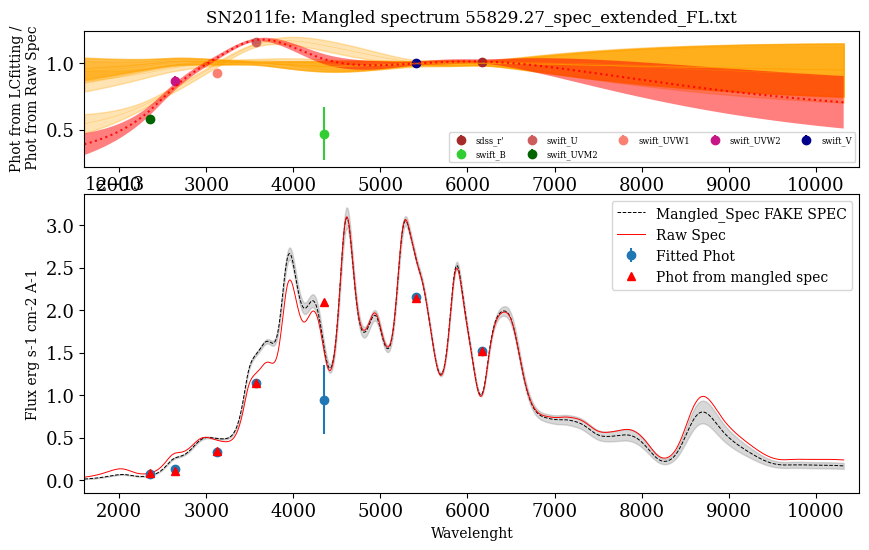 SN2011fe: Mangled spectrum 55829.27_spec_extended_FL.txt
Phot from LCfitting /
Phot from Raw Spec
1.0
0.5
sdss_r'
swift_B
swift_U
swift_UVM2
swift_UVW1
swift_UVW2
swift_V
2000 3000 4000 5000 6000 7000 8000 9000 10000
1e−13
Flux erg s-1 cm-2 A-1
3.0
2.5
2.0
1.5
1.0
0.5
0.0
Mangled_Spec FAKE SPEC
Raw Spec
Fitted Phot
Phot from mangled spec
2000 3000 4000 5000 6000 7000 8000 9000 10000
Wavelenght